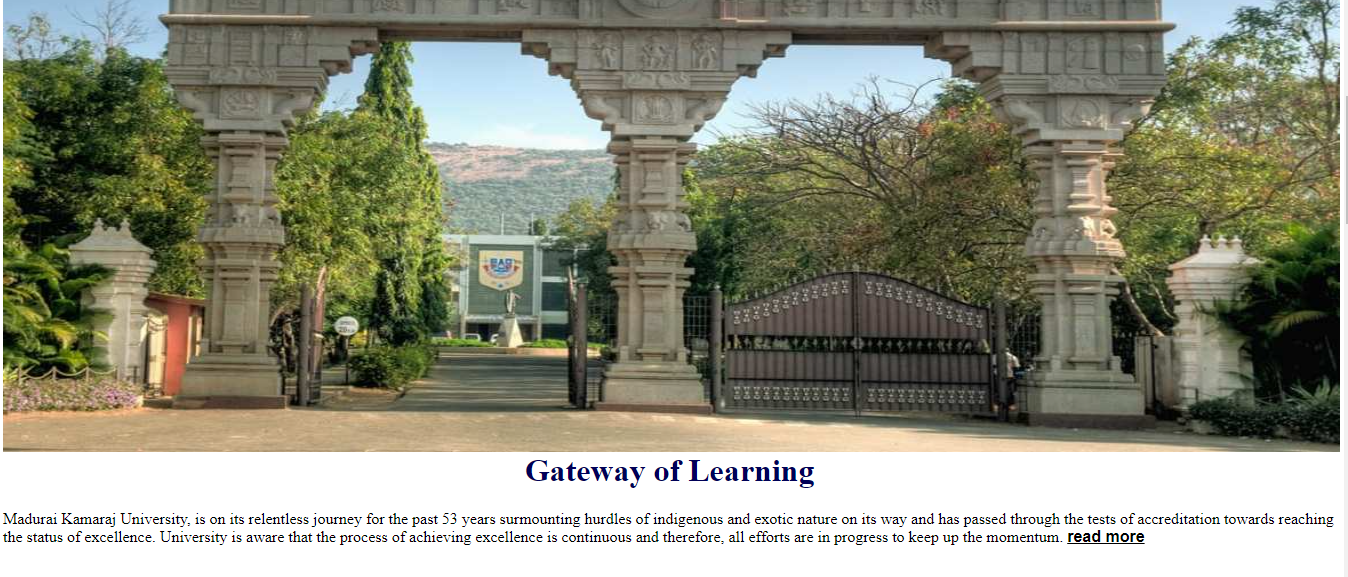 Gateway of Learning
Madurai Kamaraj University, is on its relentless journey for the past 53 years surmounting hurdles of indigenous and exotic nature on its way and has passed through the tests of accreditation towards reaching
the status of excellence. University is aware that the process of achieving excellence is continuous and therefore, all efforts are in progress to keep up the momentum. read more